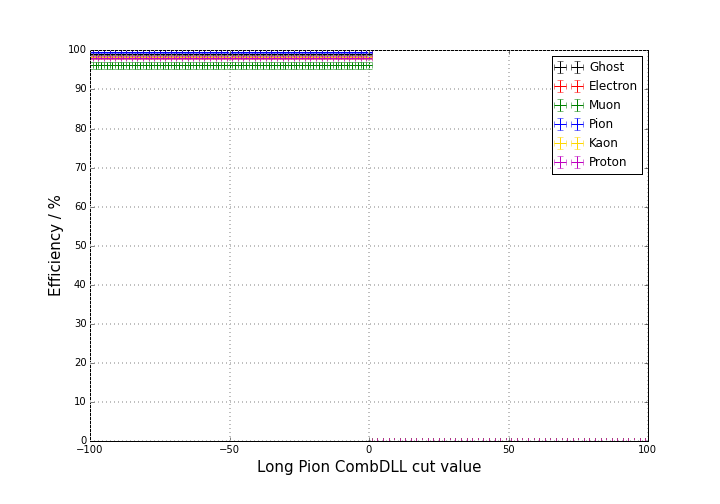 100
90
80
70
60
50
40
30
20
10
0
Efficiency / %
−100
−50
0
50
100
Long Pion CombDLL cut value
Ghost
Electron
Muon
Pion
Kaon
Proton